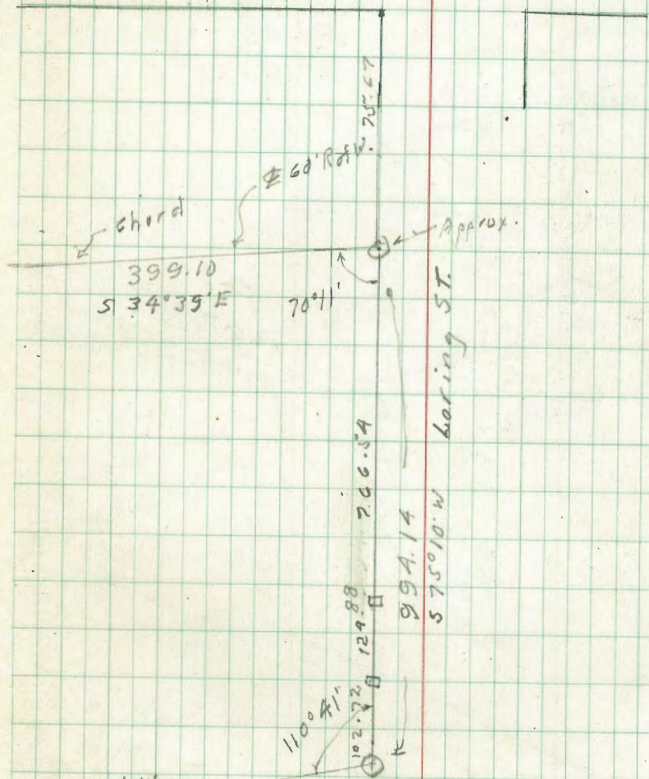 75.67
℄ 60' R of W.
Chord
Approx.
399.10
S 34°39'E
70°11'
Loring ST.
766.54
994.14
S 75°10'W
124.88
102.72
110°41'